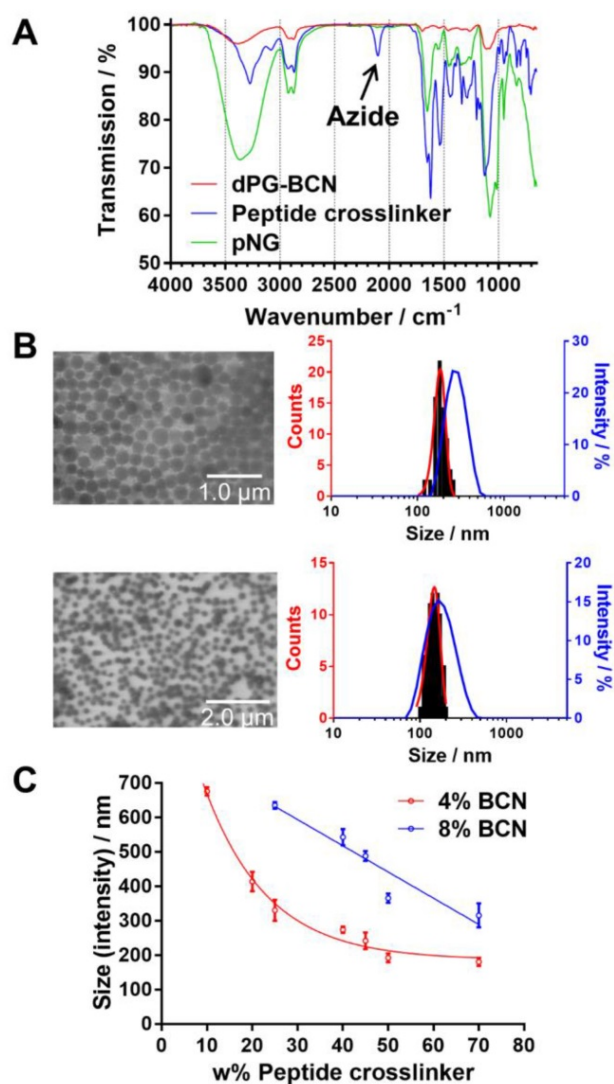 A
Transmission / %
100
90
80
70
60
50
Azide
dPG-BCN
Peptide crosslinker
pNG
4000 3500 3000 2500 2000 1500 1000
Wavenumber / cm⁻¹
B
1.0 µm
Counts
25
20
15
10
5
0
Intensity / %
30
20
10
0
10 100 1000
Size / nm
2.0 µm
Counts
15
10
5
0
Intensity / %
20
15
10
5
0
10 100 1000
Size / nm
C
Size (intensity) / nm
700
600
500
400
300
200
100
0
4% BCN
8% BCN
0 10 20 30 40 50 60 70 80
w% Peptide crosslinker